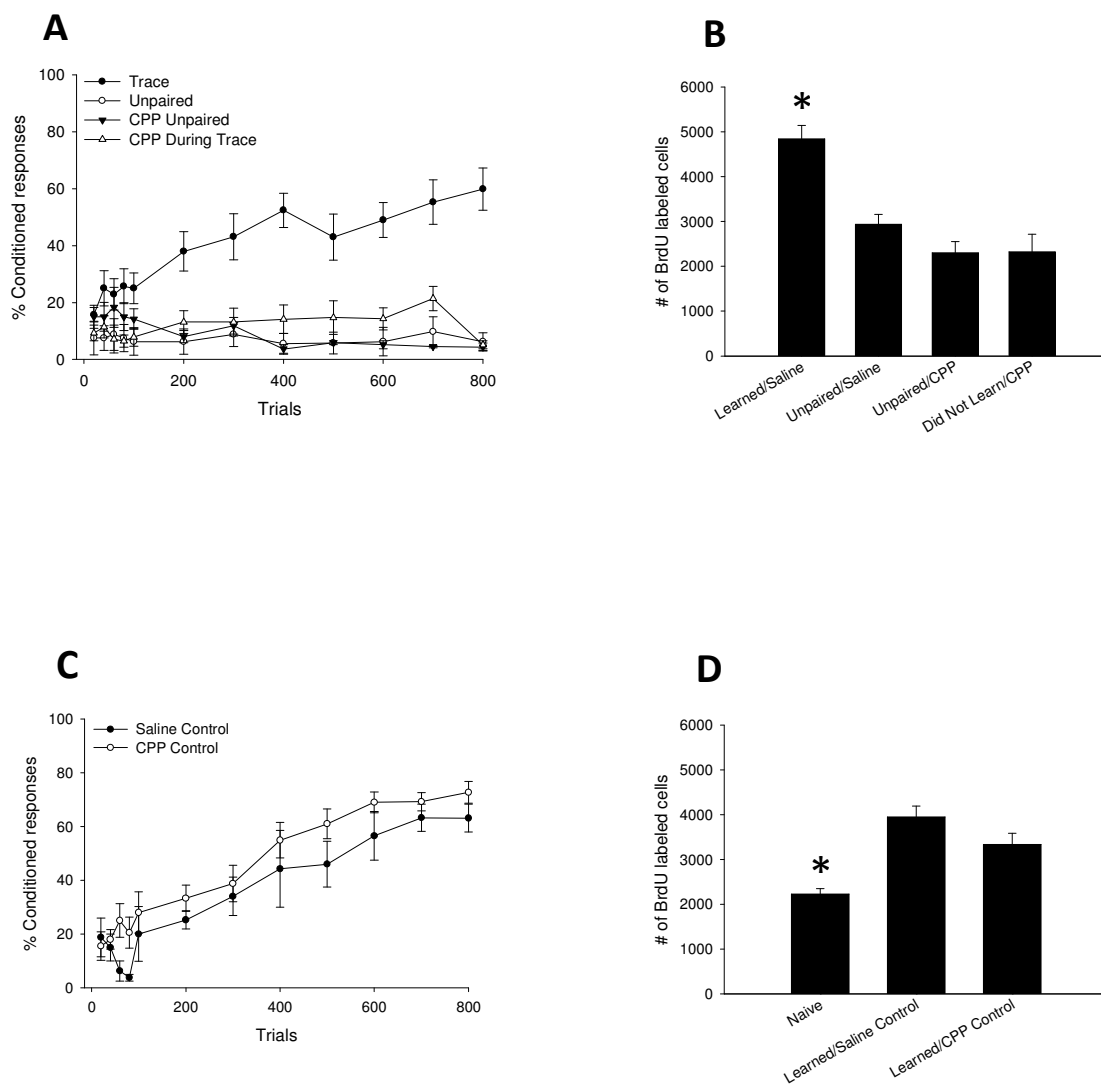 A
% Conditioned responses
100
80
60
40
20
0
Trace
Unpaired
CPP Unpaired
CPP During Trace
0 200 400 600 800
Trials
B
# of BrdU labeled cells
6000
5000
4000
3000
2000
1000
0
*
Learned/Saline
Unpaired/Saline
Unpaired/CPP
Did Not Learn/CPP
C
% Conditioned responses
100
80
60
40
20
0
Saline Control
CPP Control
0 200 400 600 800
Trials
D
# of BrdU labeled cells
6000
5000
4000
3000
2000
1000
0
*
Naive
Learned/Saline Control
Learned/CPP Control